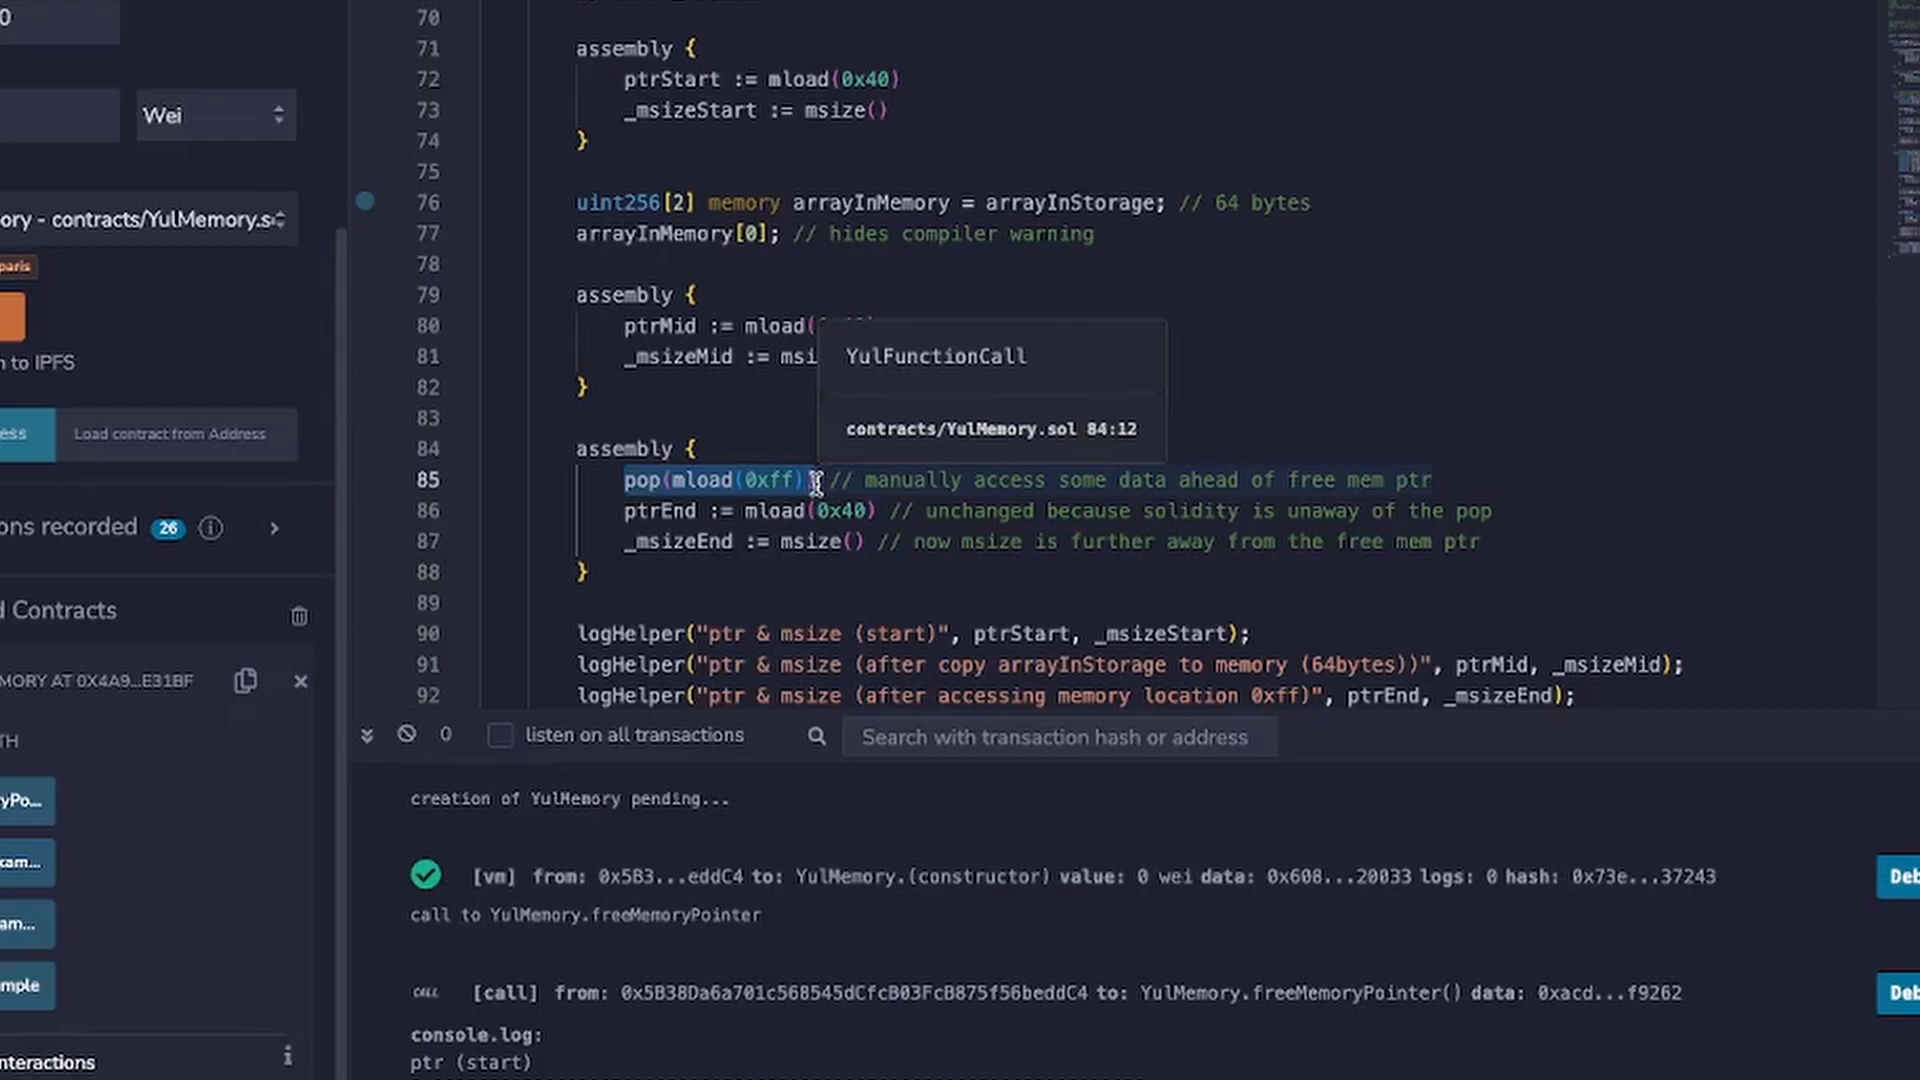 0
Wei
ory - contracts/YulMemory.s
paris
n to IPFS
ess
Load contract from Address
ons recorded 26
d Contracts
MORY AT 0X4A9...E31BF
TH
yPo...
xam...
am...
mple
nteractions
70
71 assembly {
72 ptrStart := mload(0x40)
73 _msizeStart := msize()
74 }
75
76 uint256[2] memory arrayInMemory = arrayInStorage; // 64 bytes
77 arrayInMemory[0]; // hides compiler warning
78
79 assembly {
80 ptrMid := mload(
81 _msizeMid := msi
82 }
83
84 assembly {
85 pop(mload(0xff)) // manually access some data ahead of free mem ptr
86 ptrEnd := mload(0x40) // unchanged because solidity is unaway of the pop
87 _msizeEnd := msize() // now msize is further away from the free mem ptr
88 }
89
90 logHelper("ptr & msize (start)", ptrStart, _msizeStart);
91 logHelper("ptr & msize (after copy arrayInStorage to memory (64bytes))", ptrMid, _msizeMid);
92 logHelper("ptr & msize (after accessing memory location 0xff)", ptrEnd, _msizeEnd);
YulFunctionCall
contracts/YulMemory.sol 84:12
0 listen on all transactions Search with transaction hash or address
creation of YulMemory pending...
[vm] from: 0x5B3...eddC4 to: YulMemory.(constructor) value: 0 wei data: 0x608...20033 logs: 0 hash: 0x73e...37243
Deb
call to YulMemory.freeMemoryPointer
CALL [call] from: 0x5B38Da6a701c568545dCfcB03FcB875f56beddC4 to: YulMemory.freeMemoryPointer() data: 0xacd...f9262
Deb
console.log:
ptr (start)